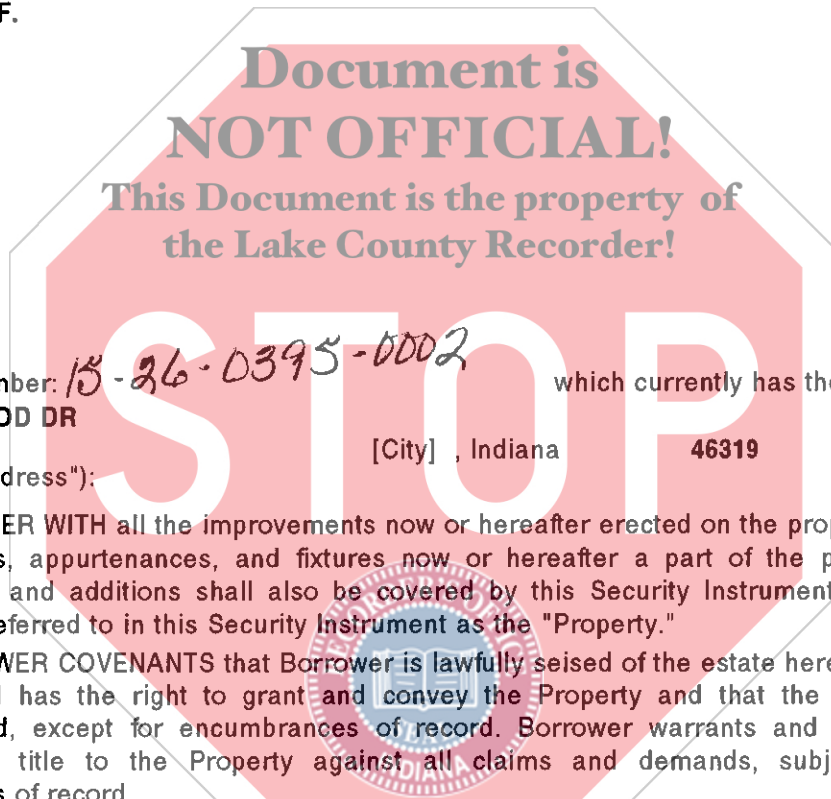 F.
Document is
NOT OFFICIAL!
This Document is the property of
the Lake County Recorder!
STOP
nber: 15-26-0395-0002 which currently has the
OD DR
[City] , Indiana 46319
dress"):
ER WITH all the improvements now or hereafter erected on the prop
s, appurtenances, and fixtures now or hereafter a part of the p
and additions shall also be covered by this Security Instrument
eferred to in this Security Instrument as the "Property."
WER COVENANTS that Borrower is lawfully seised of the estate here
has the right to grant and convey the Property and that the
d, except for encumbrances of record. Borrower warrants and
title to the Property against all claims and demands, subj
s of record